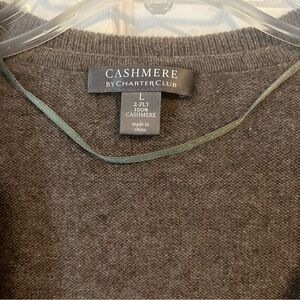 CASHMERE
BY CHARTER CLUB
L
2-PLY
100%
CASHMERE
made in
china